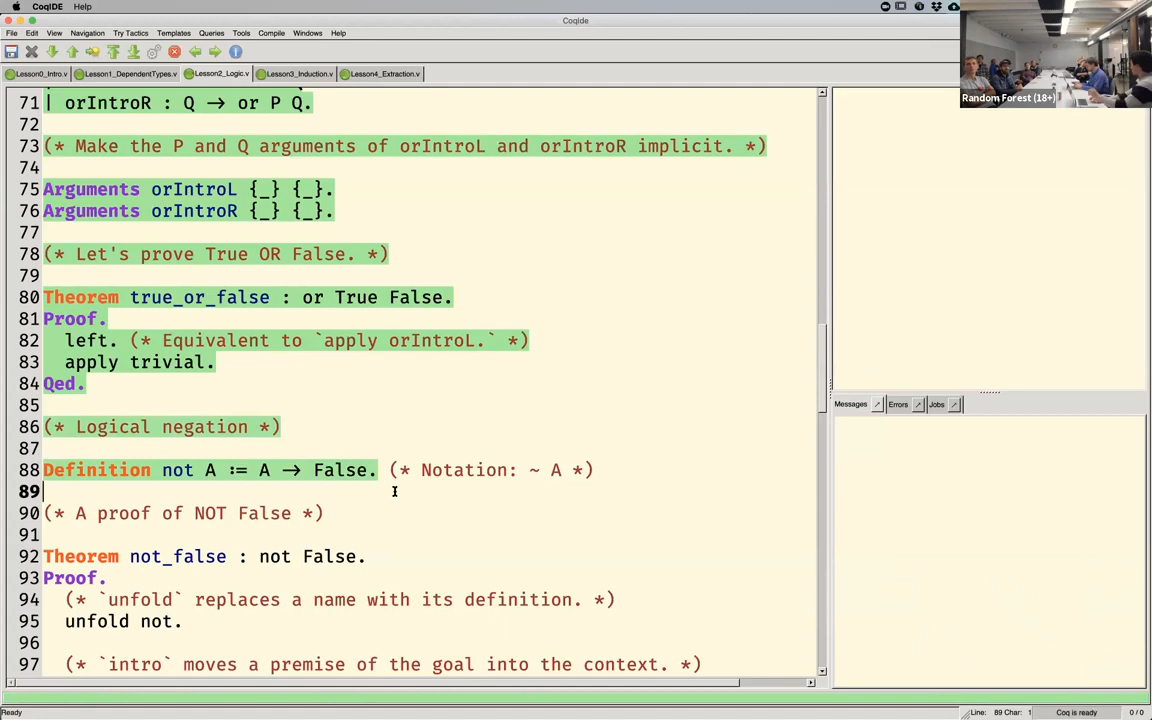 CoqIDE Help
CoqIde
File Edit View Navigation Try Tactics Templates Queries Tools Compile Windows Help
Lesson0_Intro.v Lesson1_DependentTypes.v Lesson2_Logic.v Lesson3_Induction.v Lesson4_Extraction.v
Random Forest (18+)
71 | orIntroR : Q → or P Q.
72
73 (* Make the P and Q arguments of orIntroL and orIntroR implicit. *)
74
75 Arguments orIntroL {_} {_}.
76 Arguments orIntroR {_} {_}.
77
78 (* Let's prove True OR False. *)
79
80 Theorem true_or_false : or True False.
81 Proof.
82 left. (* Equivalent to `apply orIntroL.` *)
83 apply trivial.
84 Qed.
85
86 (* Logical negation *)
87
88 Definition not A := A → False. (* Notation: ~ A *)
89
90 (* A proof of NOT False *)
91
92 Theorem not_false : not False.
93 Proof.
94 (* `unfold` replaces a name with its definition. *)
95 unfold not.
96
97 (* `intro` moves a premise of the goal into the context. *)
Messages Errors Jobs
Ready
Line: 89 Char: 1 Coq is ready 0 / 0